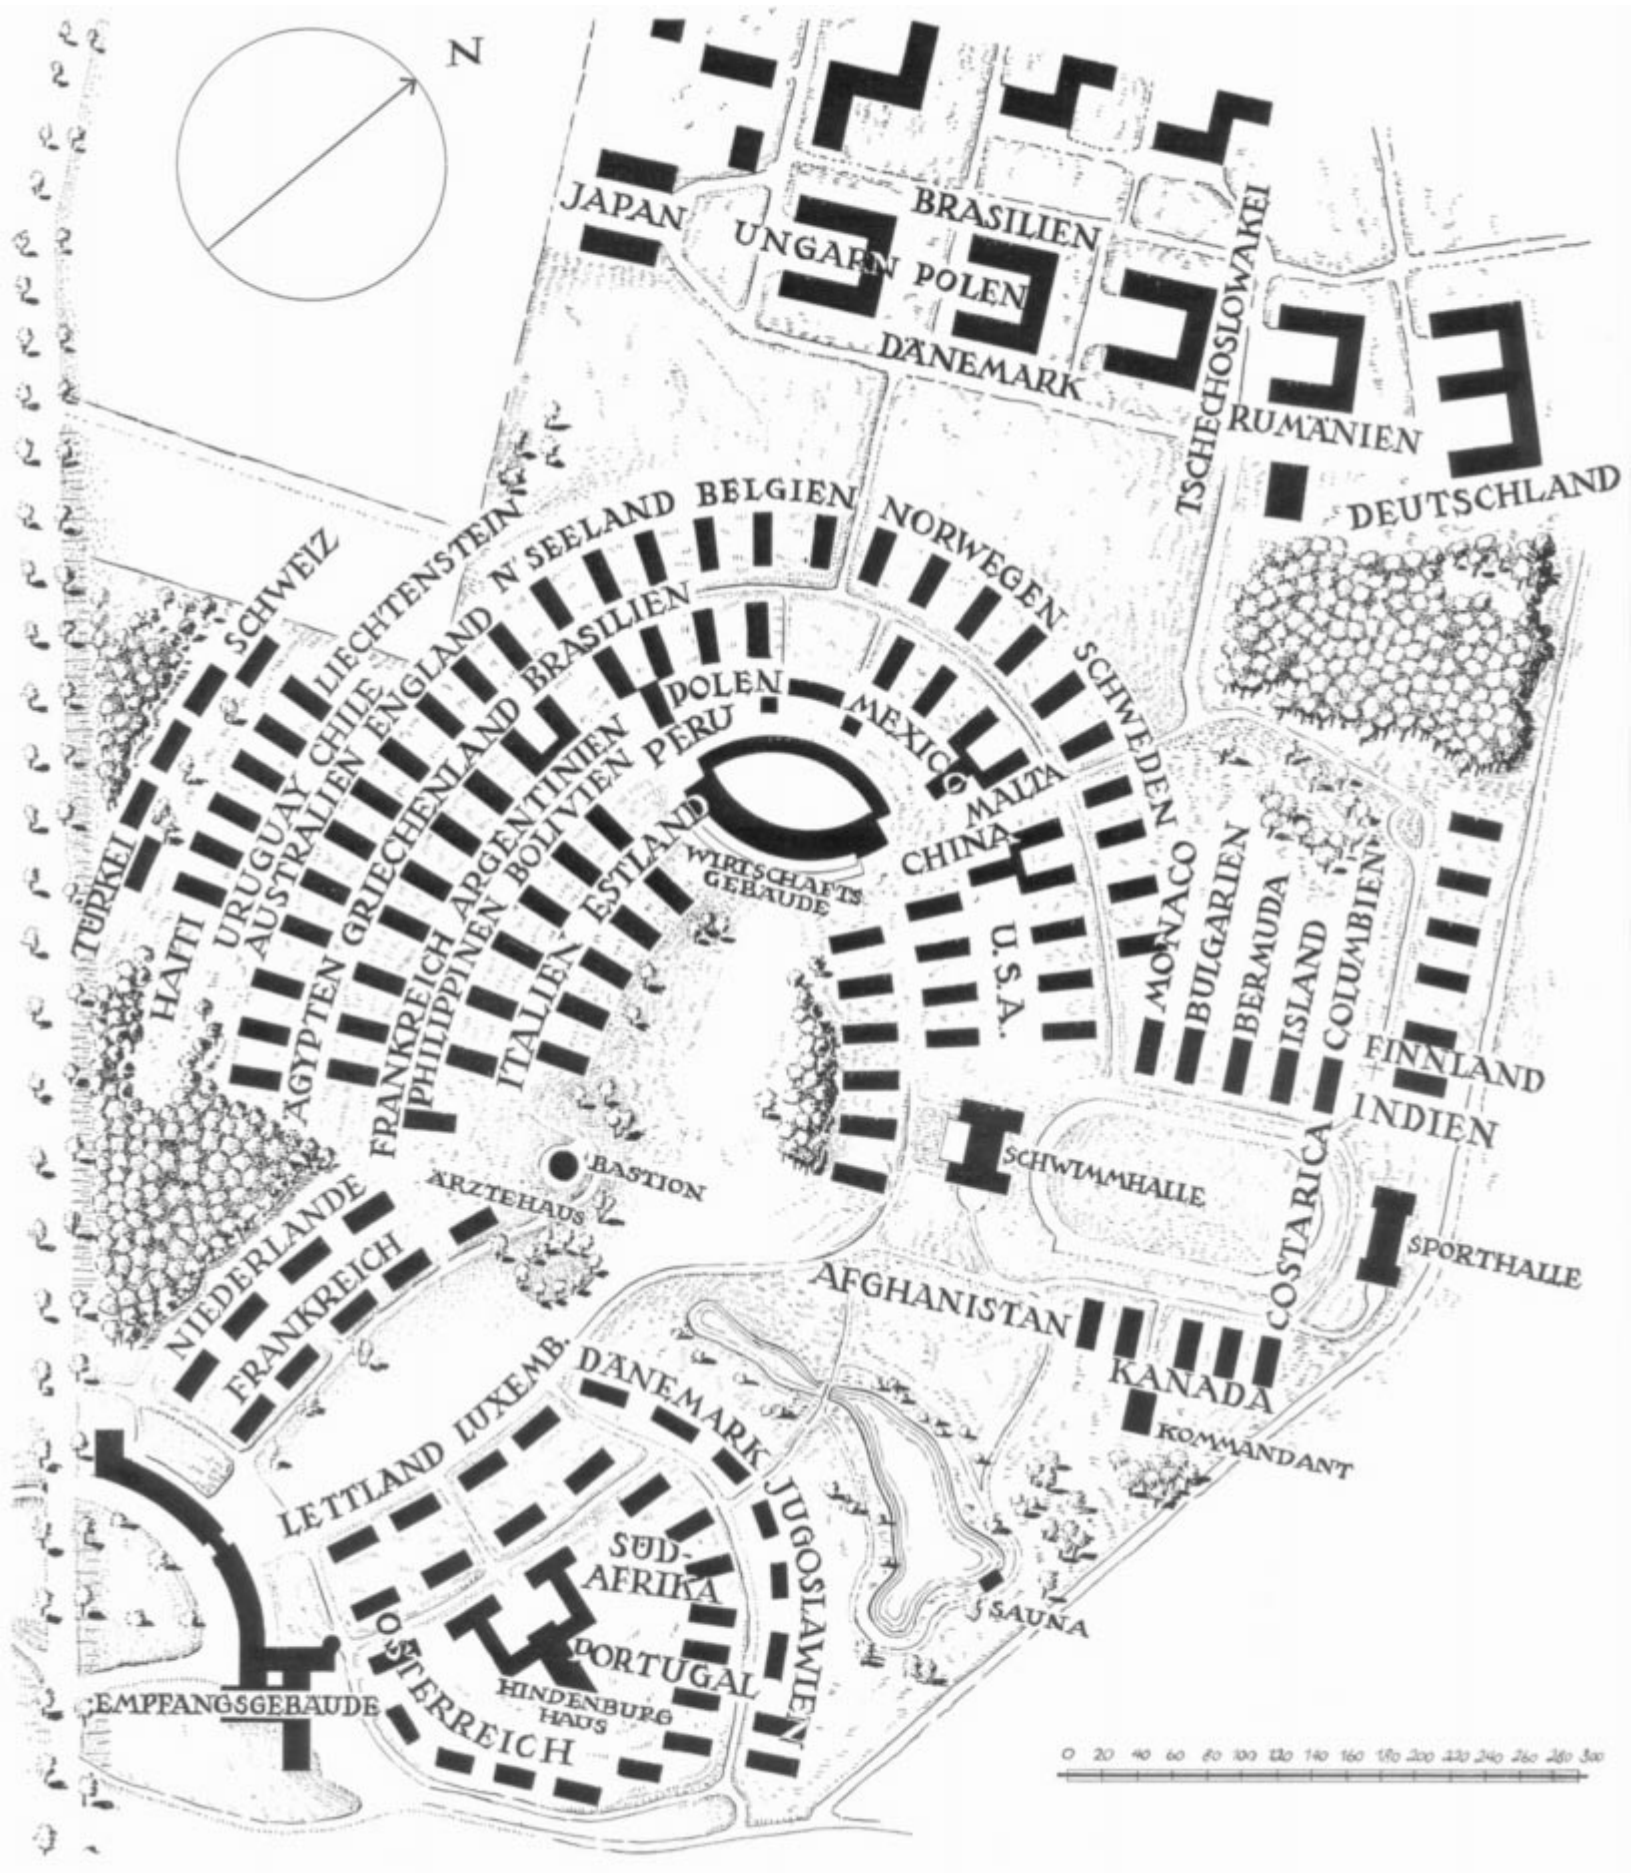 N
JAPAN
BRASILIEN
UNGARN
POLEN
DÄNEMARK
TSCHECHOSLOWAKEI
RUMÄNIEN
DEUTSCHLAND
SCHWEIZ
LIECHTENSTEIN
N'SEELAND
BELGIEN
NORWEGEN
SCHWEDEN
ENGLAND
BRASILIEN
CHILE
URUGUAY
AUSTRALIEN
GRIECHENLAND
ARGENTINIEN
BOLIVIEN
POLEN
PERU
MEXICO
MALTA
CHINA
ESTLAND
WIRTSCHAFTS
GEBÄUDE
TÜRKEI
HAITI
ÄGYPTEN
FRANKREICH
PHILIPPINEN
ITALIEN
U.S.A.
MONACO
BULGARIEN
BERMUDA
ISLAND
COLUMBIEN
FINNLAND
INDIEN
BASTION
ÄRZTEHAUS
SCHWIMMHALLE
COSTARICA
SPORTHALLE
NIEDERLANDE
FRANKREICH
AFGHANISTAN
KANADA
KOMMANDANT
LETTLAND
LUXEMB.
DÄNEMARK
JUGOSLAWIEN
SÜD-
AFRIKA
SAUNA
PORTUGAL
HINDENBURG
HAUS
ÖSTERREICH
EMPFANGSGEBÄUDE
0 20 40 60 80 100 120 140 160 180 200 220 240 260 280 300